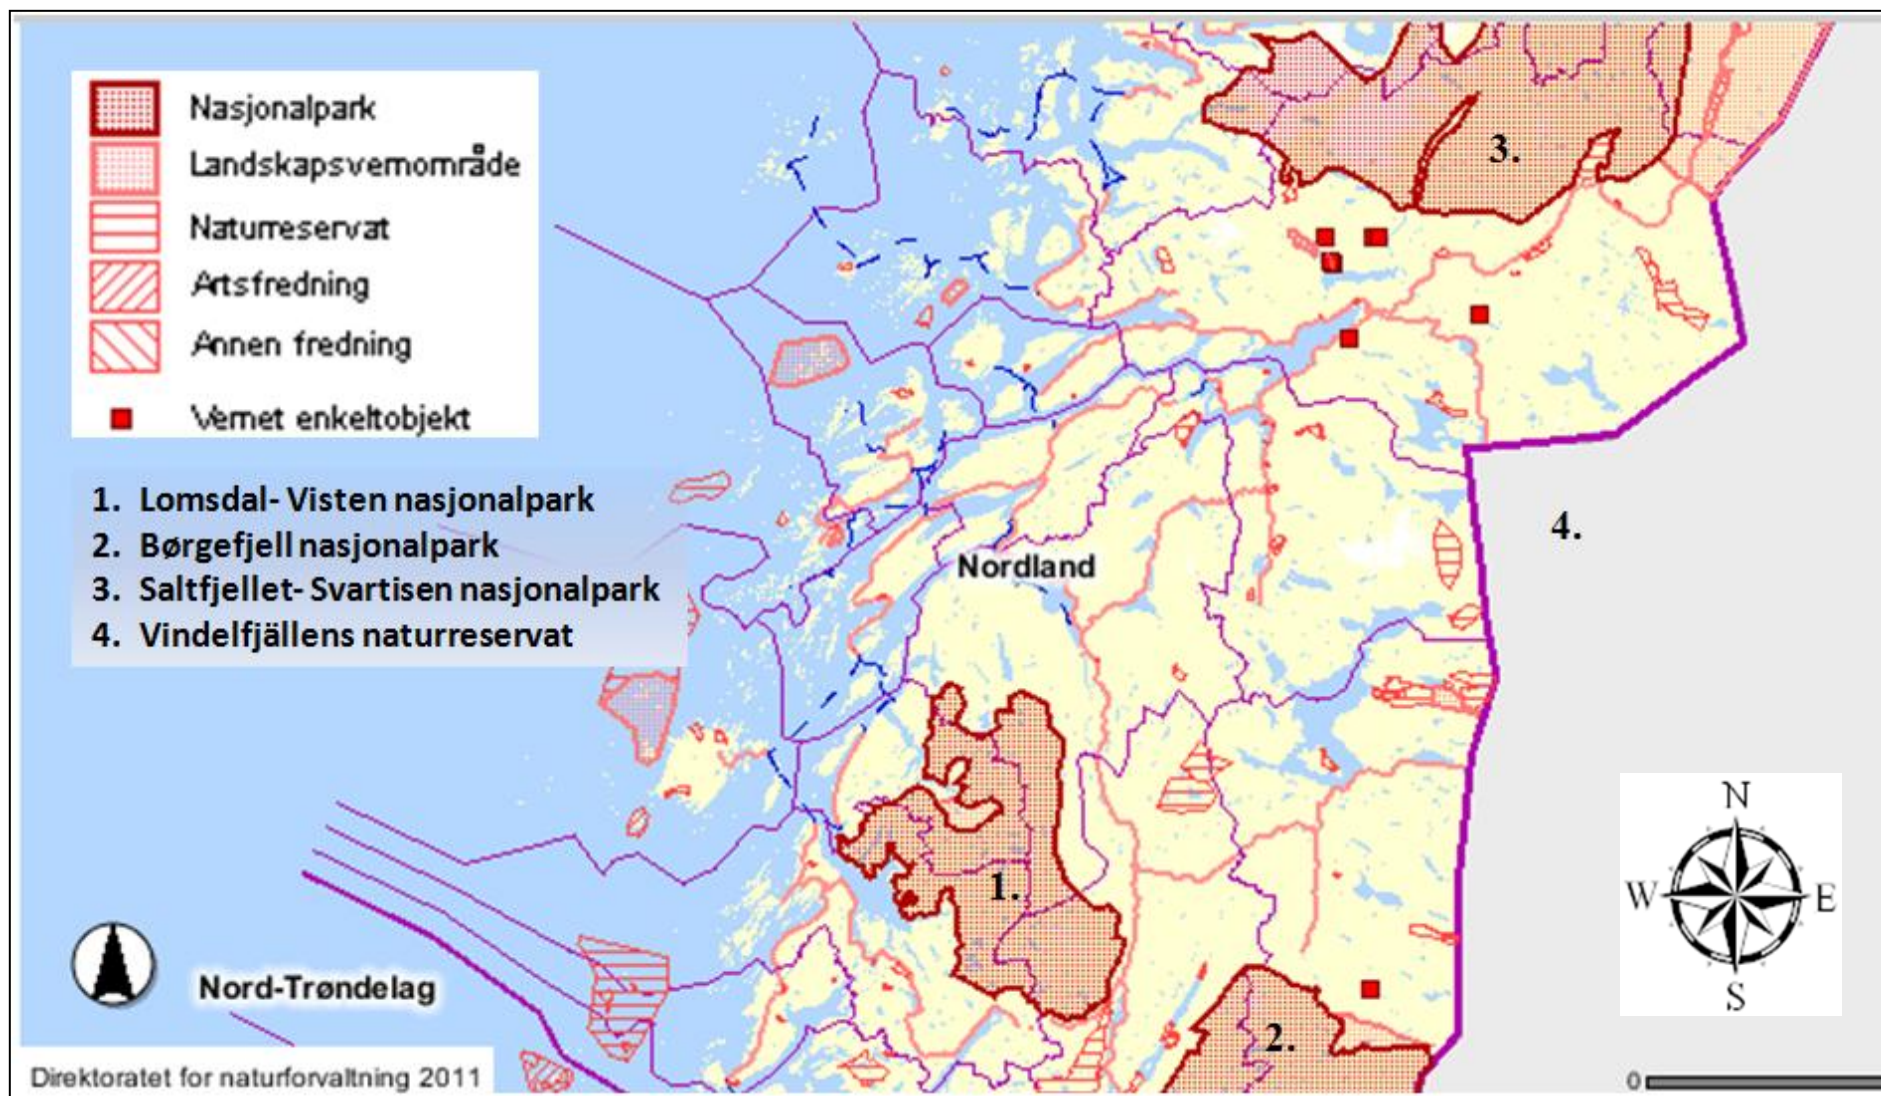 Nasjonalpark
Landskapsvernområde
Naturreservat
Artsfredning
Annen fredning
Vernet enkeltobjekt
1. Lomsdal- Visten nasjonalpark
2. Børgefjell nasjonalpark
3. Saltfjellet- Svartisen nasjonalpark
4. Vindelfjällens naturreservat
3.
4.
Nordland
1.
2.
N
W E
S
Nord-Trøndelag
Direktoratet for naturforvaltning 2011
0